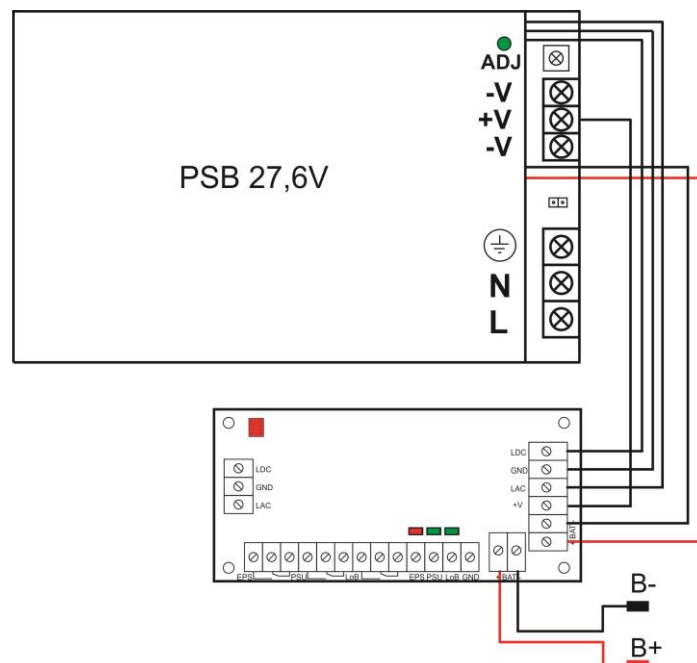 ADJ
-V
+V
-V
PSB 27,6V
N
L
LDC
GND
LAC
+V
LDC
GND
LAC
+ BAT -
EPS PSU LoB EPS PSU LoB GND
+ BAT -
B-
B+